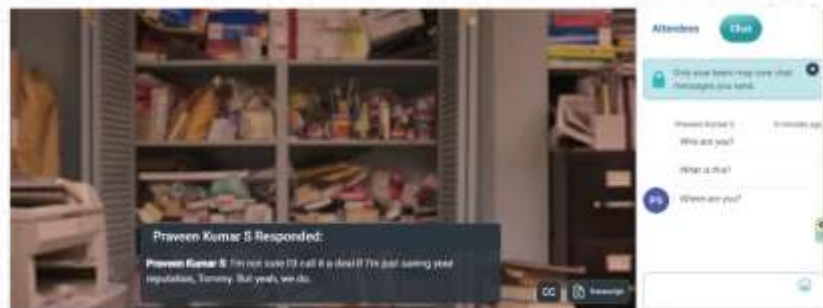 Attendees
Chat
Only your team may see chat
messages you send.
Praveen Kumar S
minutes ago
Who are you?
What is this?
PS
Where are you?
Praveen Kumar S Responded:
Praveen Kumar S: I'm not sure I'd call it a deal if I'm just saving your
reputation, Tommy. But yeah, we do.
CC
Transcript